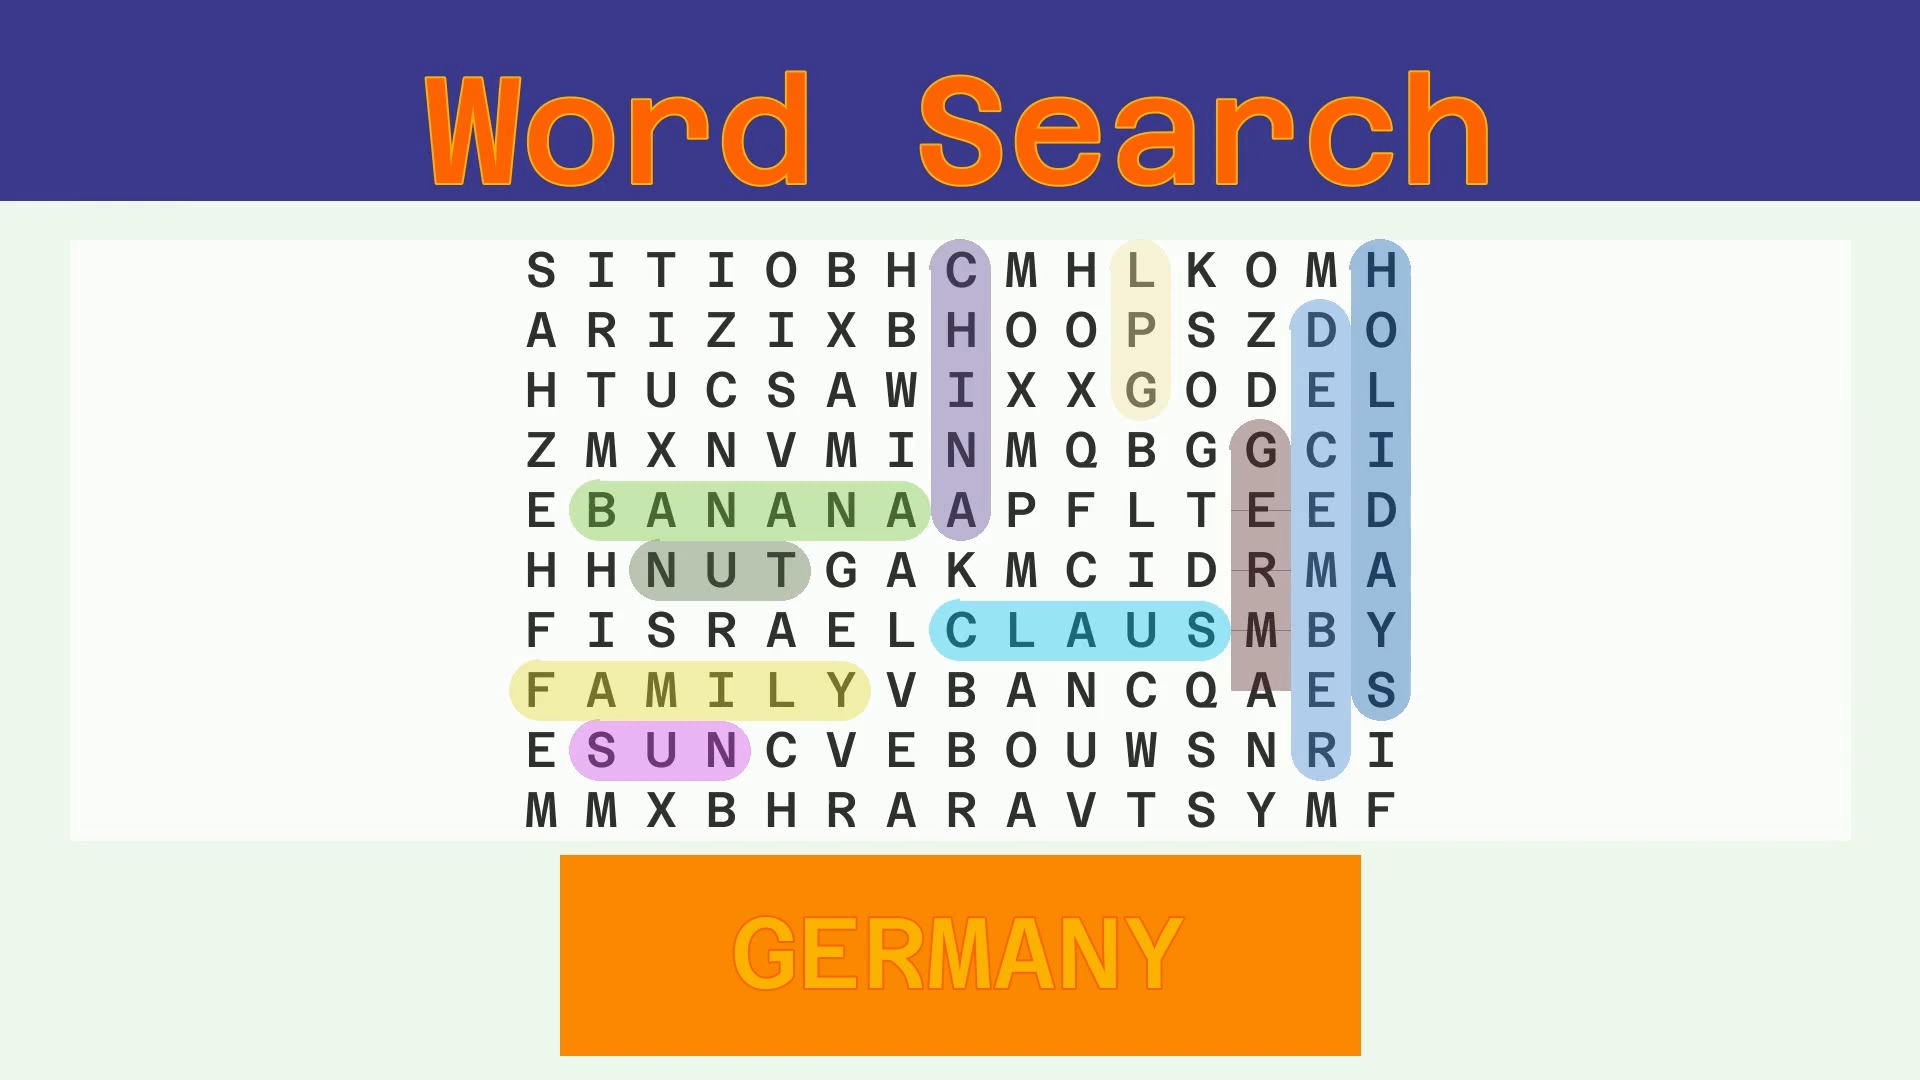 Word Search
S I T I O B H C M H L K O M H
A R I Z I X B H O O P S Z D O
H T U C S A W I X X G O D E L
Z M X N V M I N M Q B G G C I
E B A N A N A A P F L T E E D
H H N U T G A K M C I D R M A
F I S R A E L C L A U S M B Y
F A M I L Y V B A N C Q A E S
E S U N C V E B O U W S N R I
M M X B H R A R A V T S Y M F
GERMANY